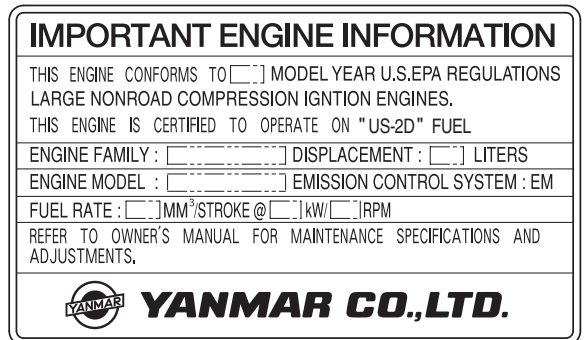 IMPORTANT ENGINE INFORMATION
THIS ENGINE CONFORMS TO MODEL YEAR U.S.EPA REGULATIONS
LARGE NONROAD COMPRESSION IGNTION ENGINES.
THIS ENGINE IS CERTIFIED TO OPERATE ON "US-2D" FUEL
ENGINE FAMILY : DISPLACEMENT : LITERS
ENGINE MODEL : EMISSION CONTROL SYSTEM : EM
FUEL RATE : MM³/STROKE @ kW/ RPM
REFER TO OWNER'S MANUAL FOR MAINTENANCE SPECIFICATIONS AND
ADJUSTMENTS.
YANMAR YANMAR CO.,LTD.